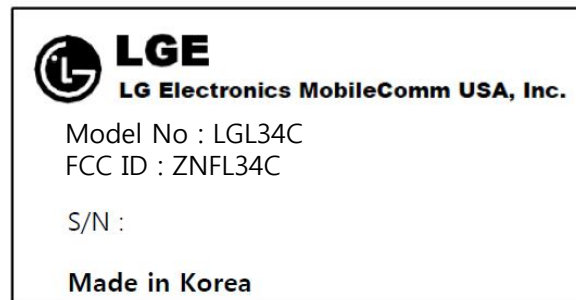 LGE
LG Electronics MobileComm USA, Inc.
Model No : LGL34C
FCC ID : ZNFL34C
S/N :
Made in Korea